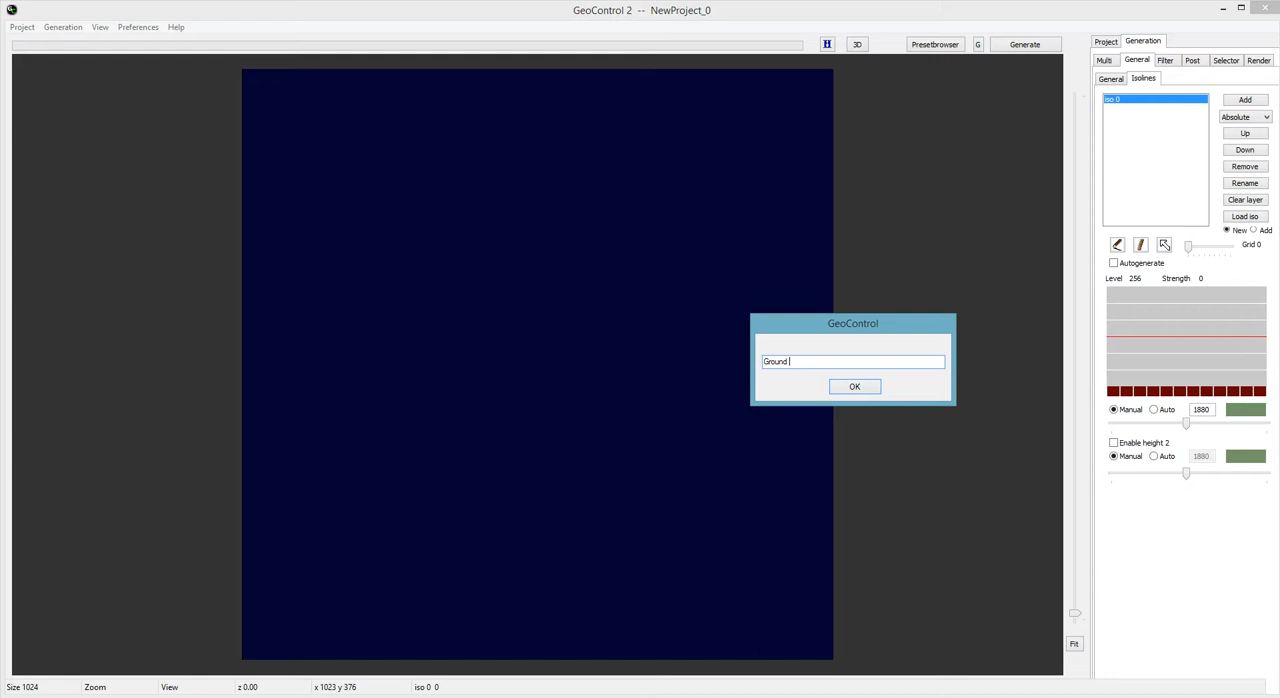 GeoControl 2 -- NewProject_0
Project Generation View Preferences Help
H 3D Presetbrowser G Generate
Project Generation
Multi General Filter Post Selector Render
General Isolines
iso 0
Add
Absolute
Up
Down
Remove
Rename
Clear layer
Load iso
New Add
Grid 0
Autogenerate
Level 256 Strength 0
Manual Auto 1880
Enable height 2
Manual Auto 1880
GeoControl
Ground
OK
Fit
Size 1024 Zoom View z 0.00 x 1023 y 376 iso 0 0